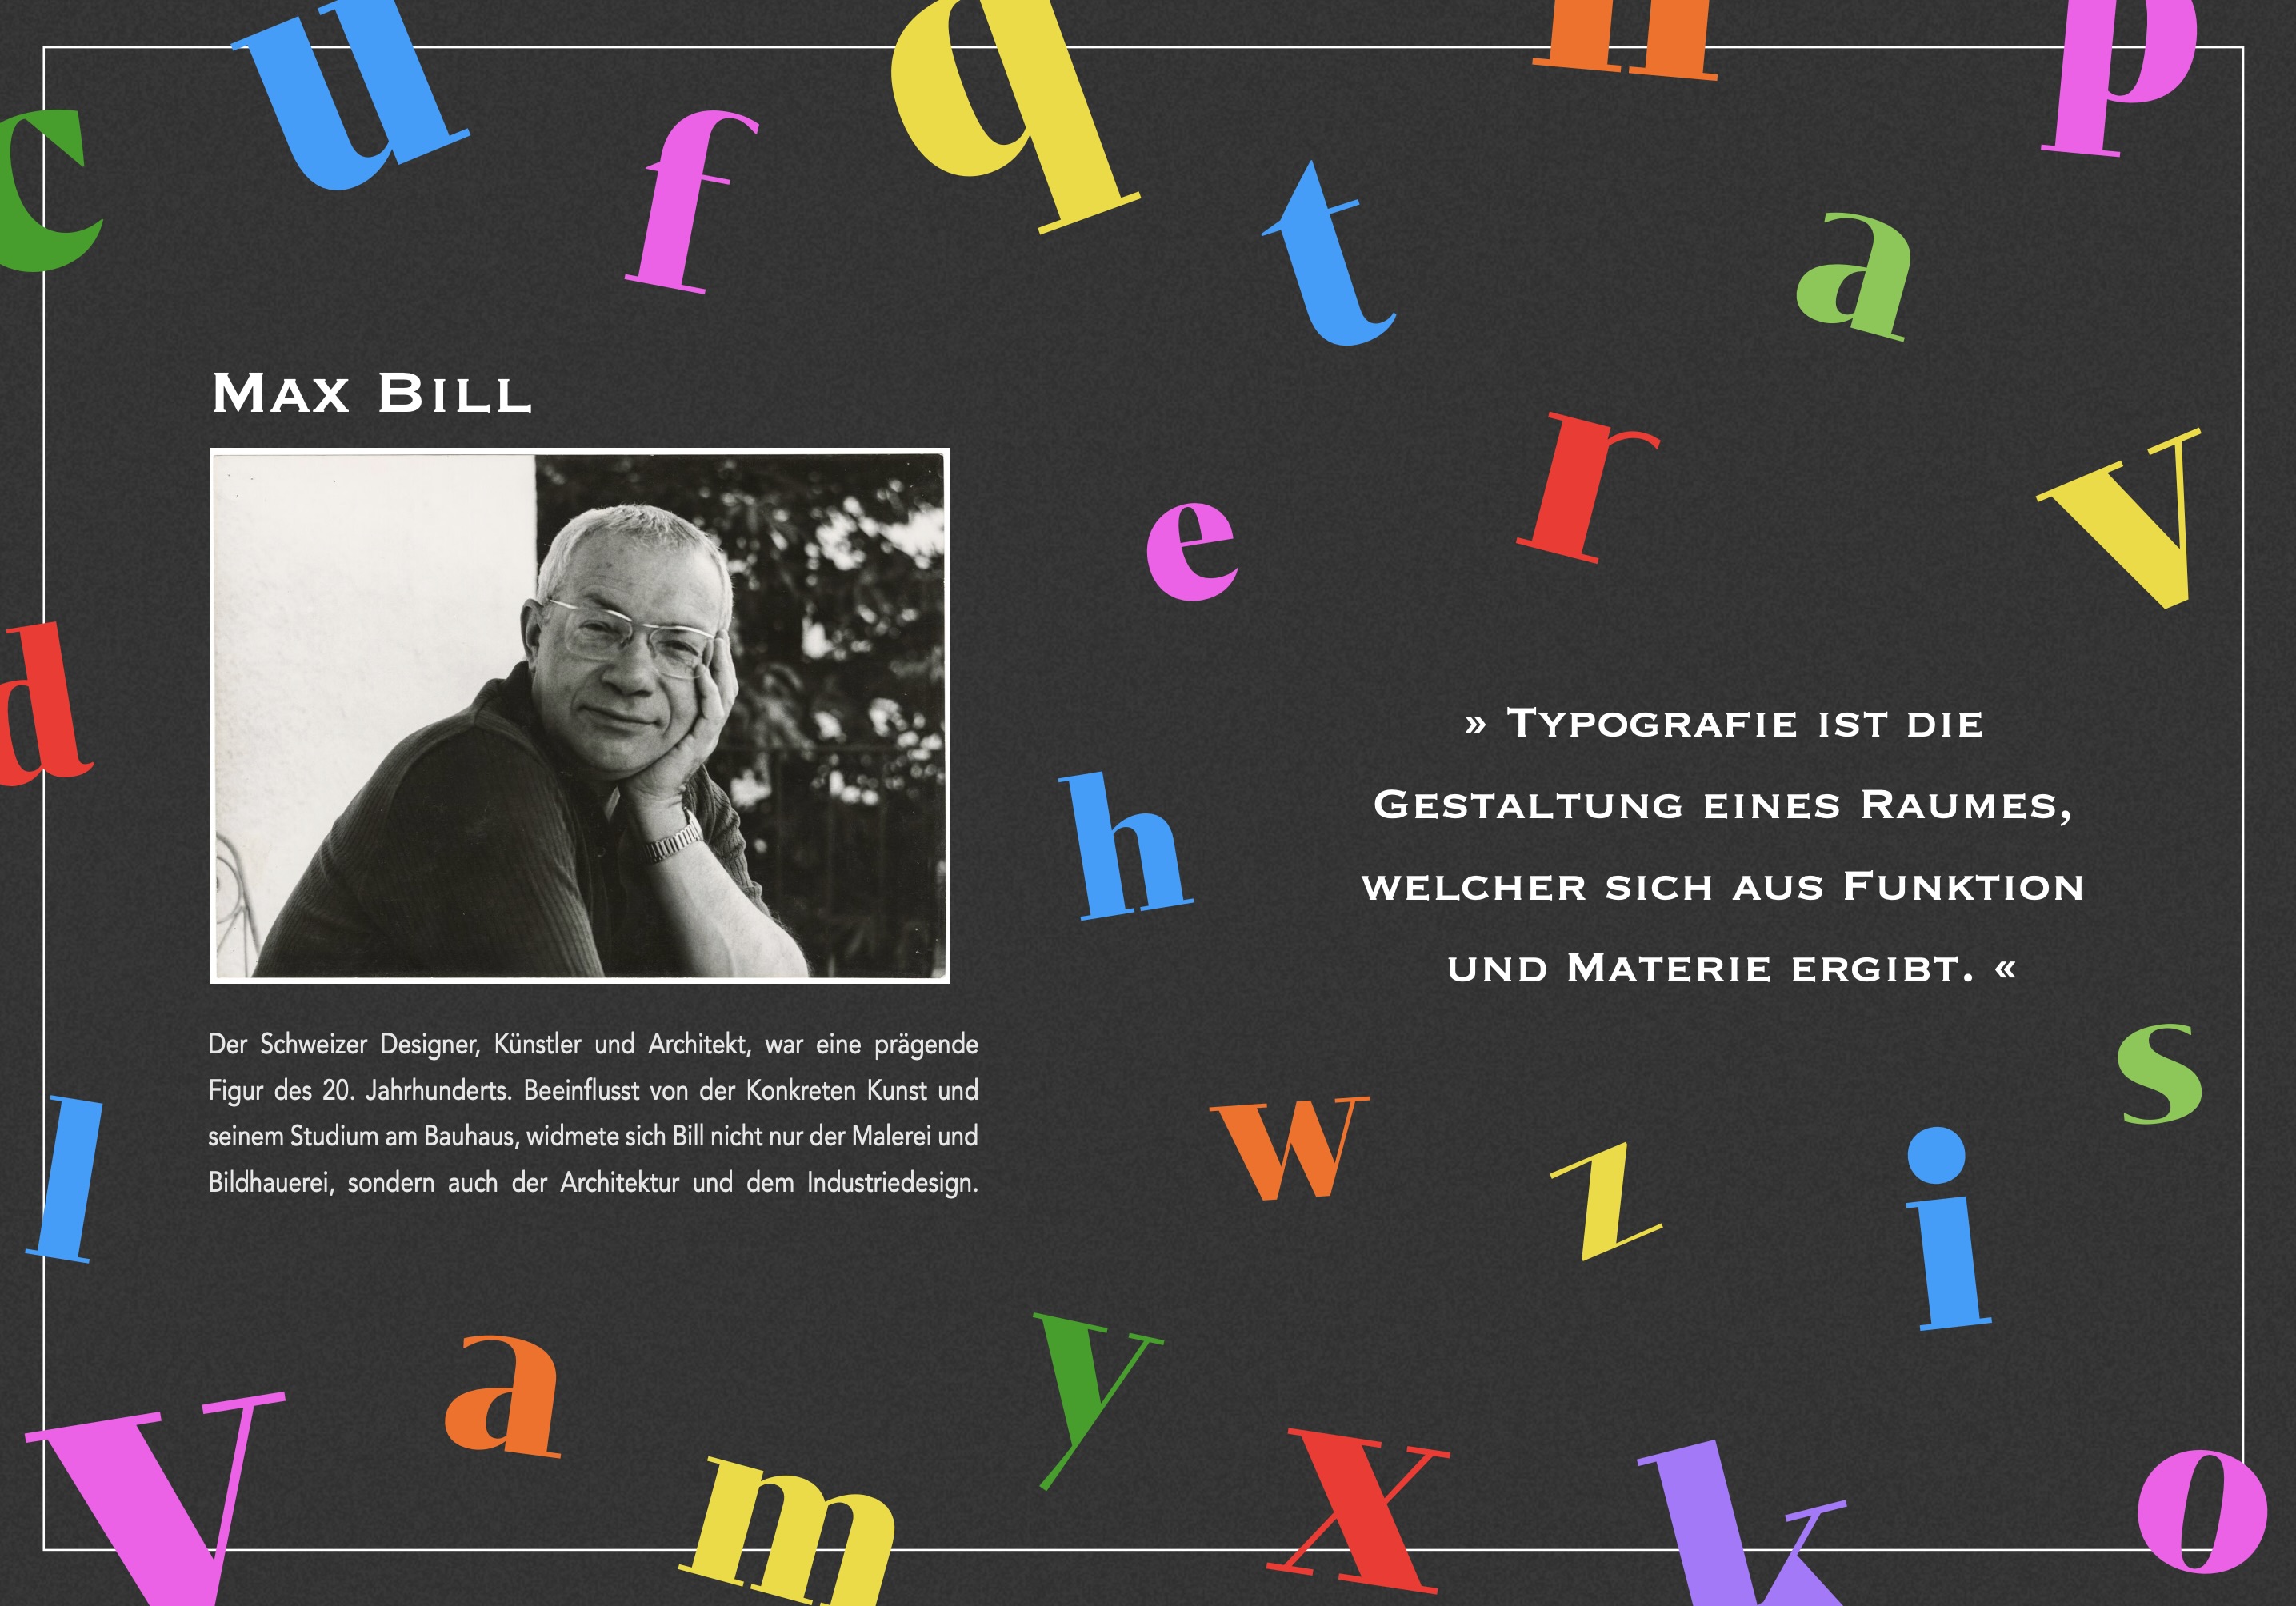 u
q
n
p
c
f
t
a
Max Bill
r
v
e
d
» Typografie ist die
Gestaltung eines Raumes,
welcher sich aus Funktion
und Materie ergibt. «
h
Der Schweizer Designer, Künstler und Architekt, war eine prägende
Figur des 20. Jahrhunderts. Beeinflusst von der Konkreten Kunst und
seinem Studium am Bauhaus, widmete sich Bill nicht nur der Malerei und
Bildhauerei, sondern auch der Architektur und dem Industriedesign.
s
l
w
z
i
a
y
v
m
x
k
o